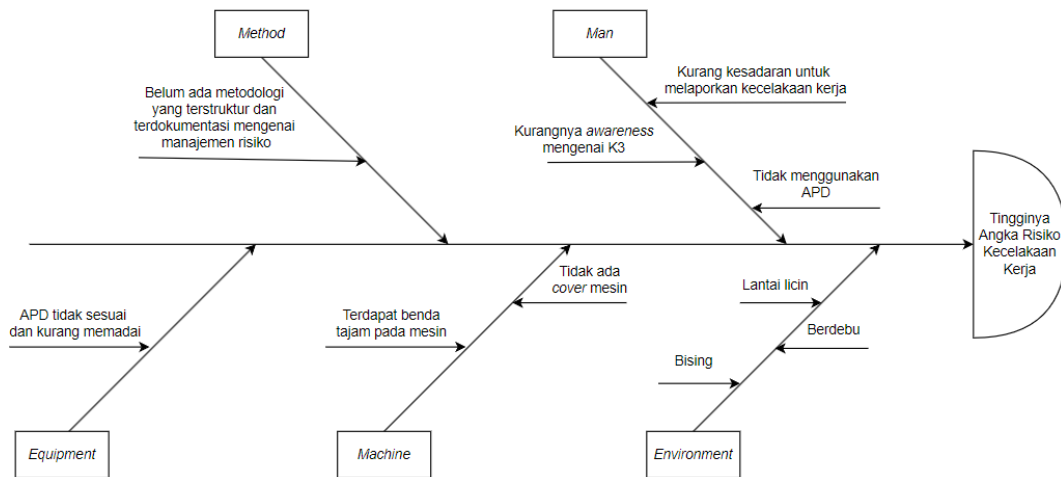 Method
Man
Belum ada metodologi
yang terstruktur dan
terdokumentasi mengenai
manajemen risiko
Kurang kesadaran untuk
melaporkan kecelakaan kerja
Kurangnya awareness
mengenai K3
Tidak menggunakan
APD
Tingginya
Angka Risiko
Kecelakaan
Kerja
APD tidak sesuai
dan kurang memadai
Terdapat benda
tajam pada mesin
Tidak ada
cover mesin
Lantai licin
Berdebu
Bising
Equipment
Machine
Environment